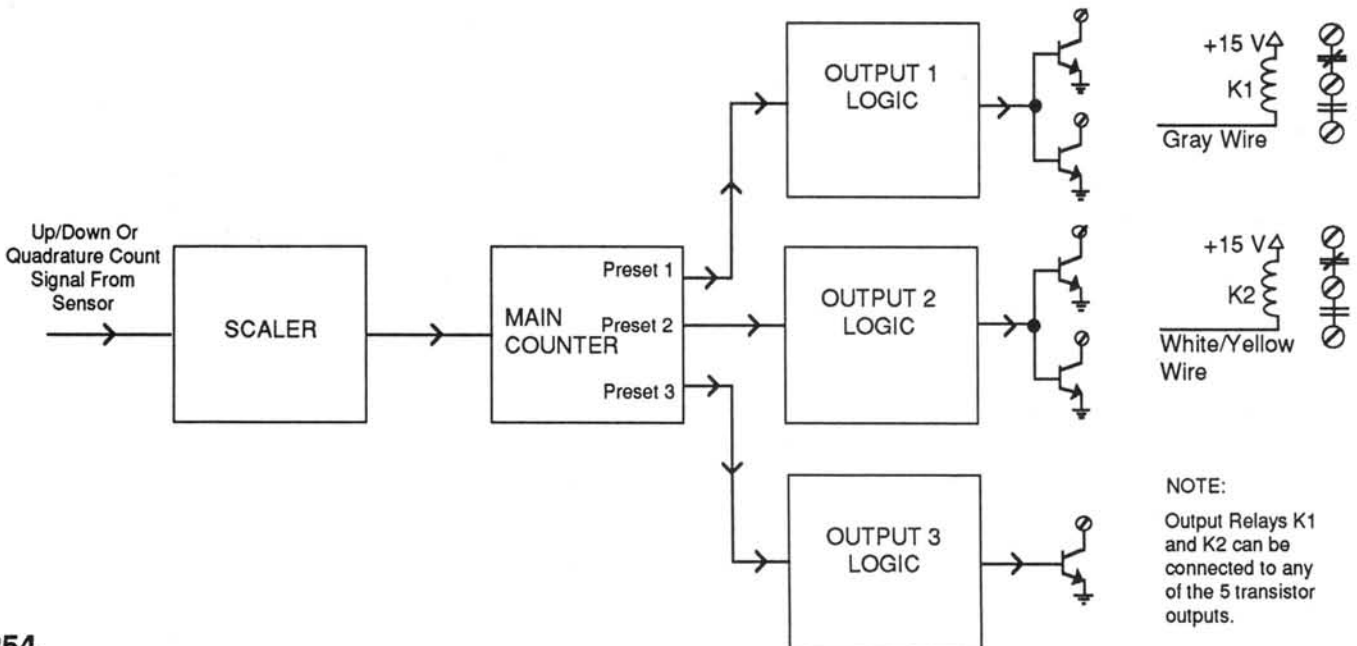 Up/Down Or
Quadrature Count
Signal From
Sensor
SCALER
MAIN
COUNTER
Preset 1
Preset 2
Preset 3
OUTPUT 1
LOGIC
OUTPUT 2
LOGIC
OUTPUT 3
LOGIC
+15 V
K1
Gray Wire
+15 V
K2
White/Yellow
Wire
NOTE:
Output Relays K1
and K2 can be
connected to any
of the 5 transistor
outputs.